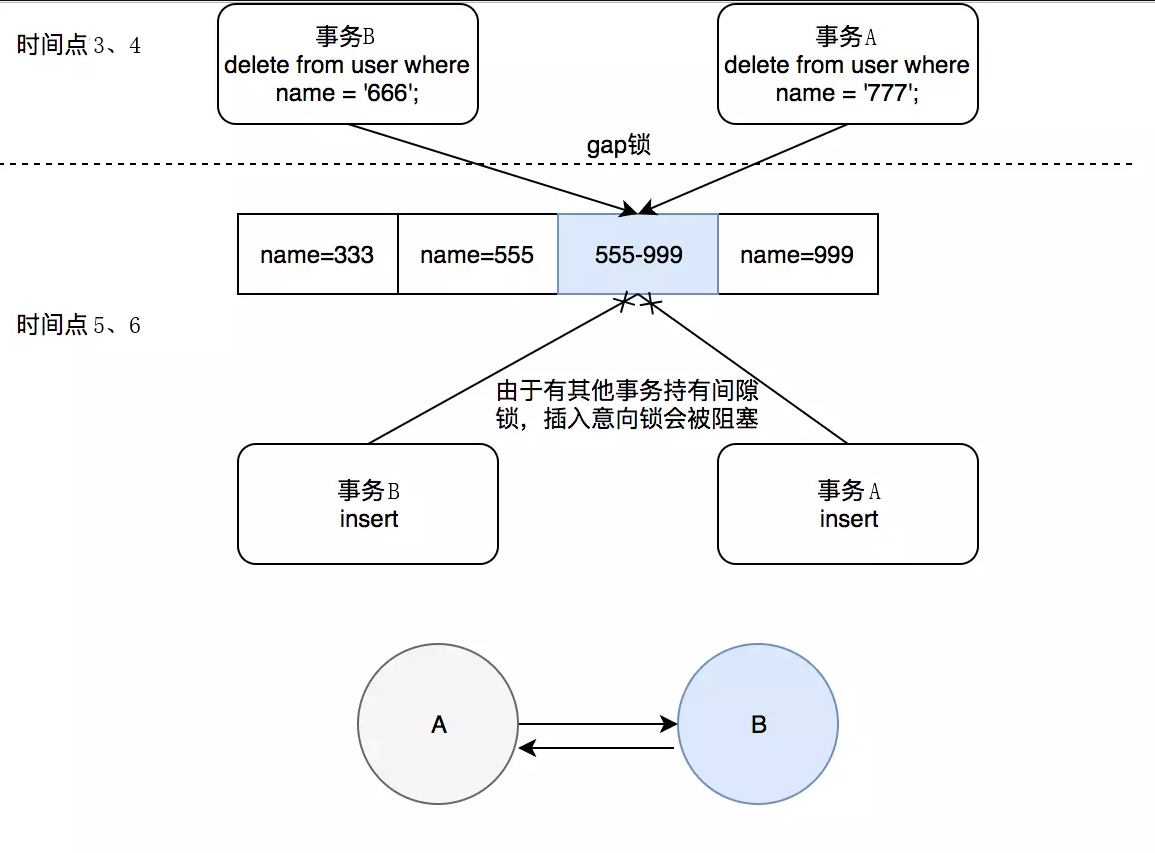 时间点3、4
事务B
delete from user where
name = '666';
事务A
delete from user where
name = '777';
gap锁
name=333
name=555
555-999
name=999
时间点5、6
由于有其他事务持有间隙
锁，插入意向锁会被阻塞
事务B
insert
事务A
insert
A
B